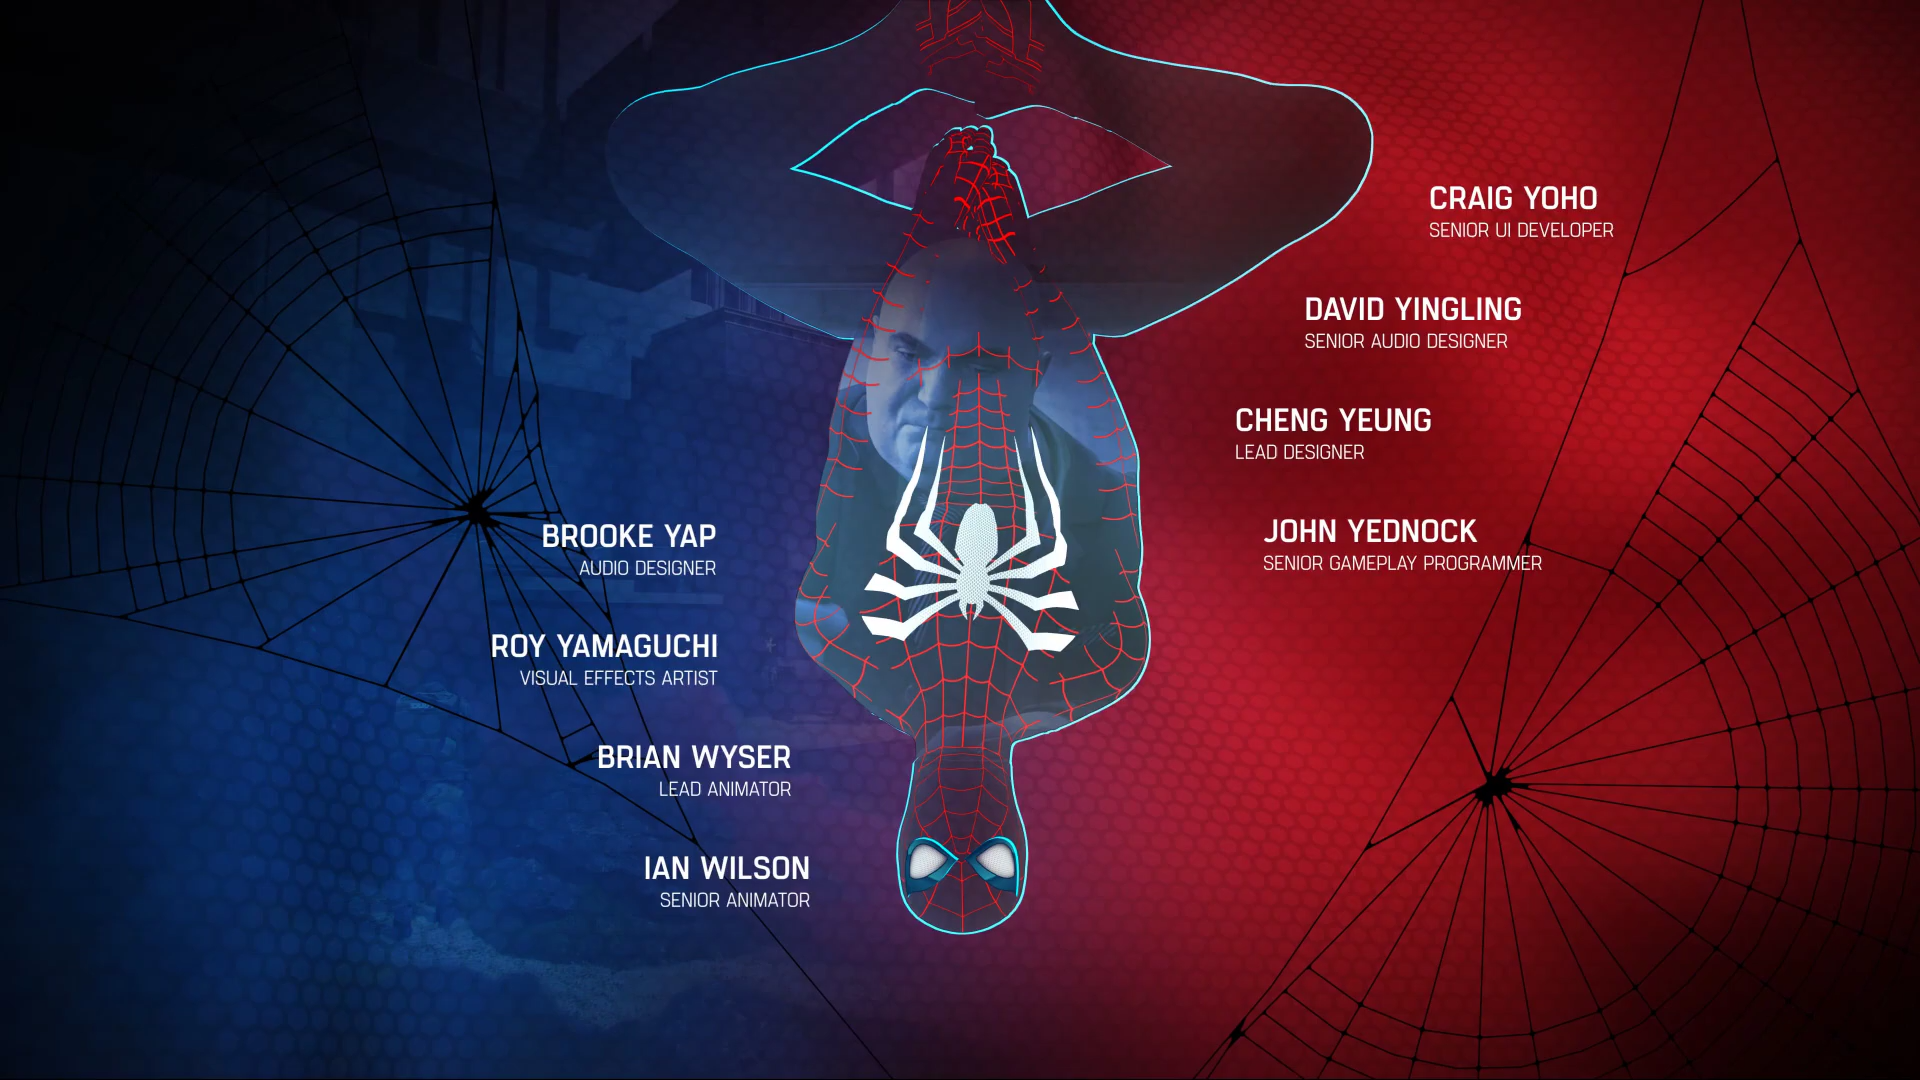 CRAIG YOHO
SENIOR UI DEVELOPER
DAVID YINGLING
SENIOR AUDIO DESIGNER
CHENG YEUNG
LEAD DESIGNER
JOHN YEDNOCK
SENIOR GAMEPLAY PROGRAMMER
BROOKE YAP
AUDIO DESIGNER
ROY YAMAGUCHI
VISUAL EFFECTS ARTIST
BRIAN WYSER
LEAD ANIMATOR
IAN WILSON
SENIOR ANIMATOR